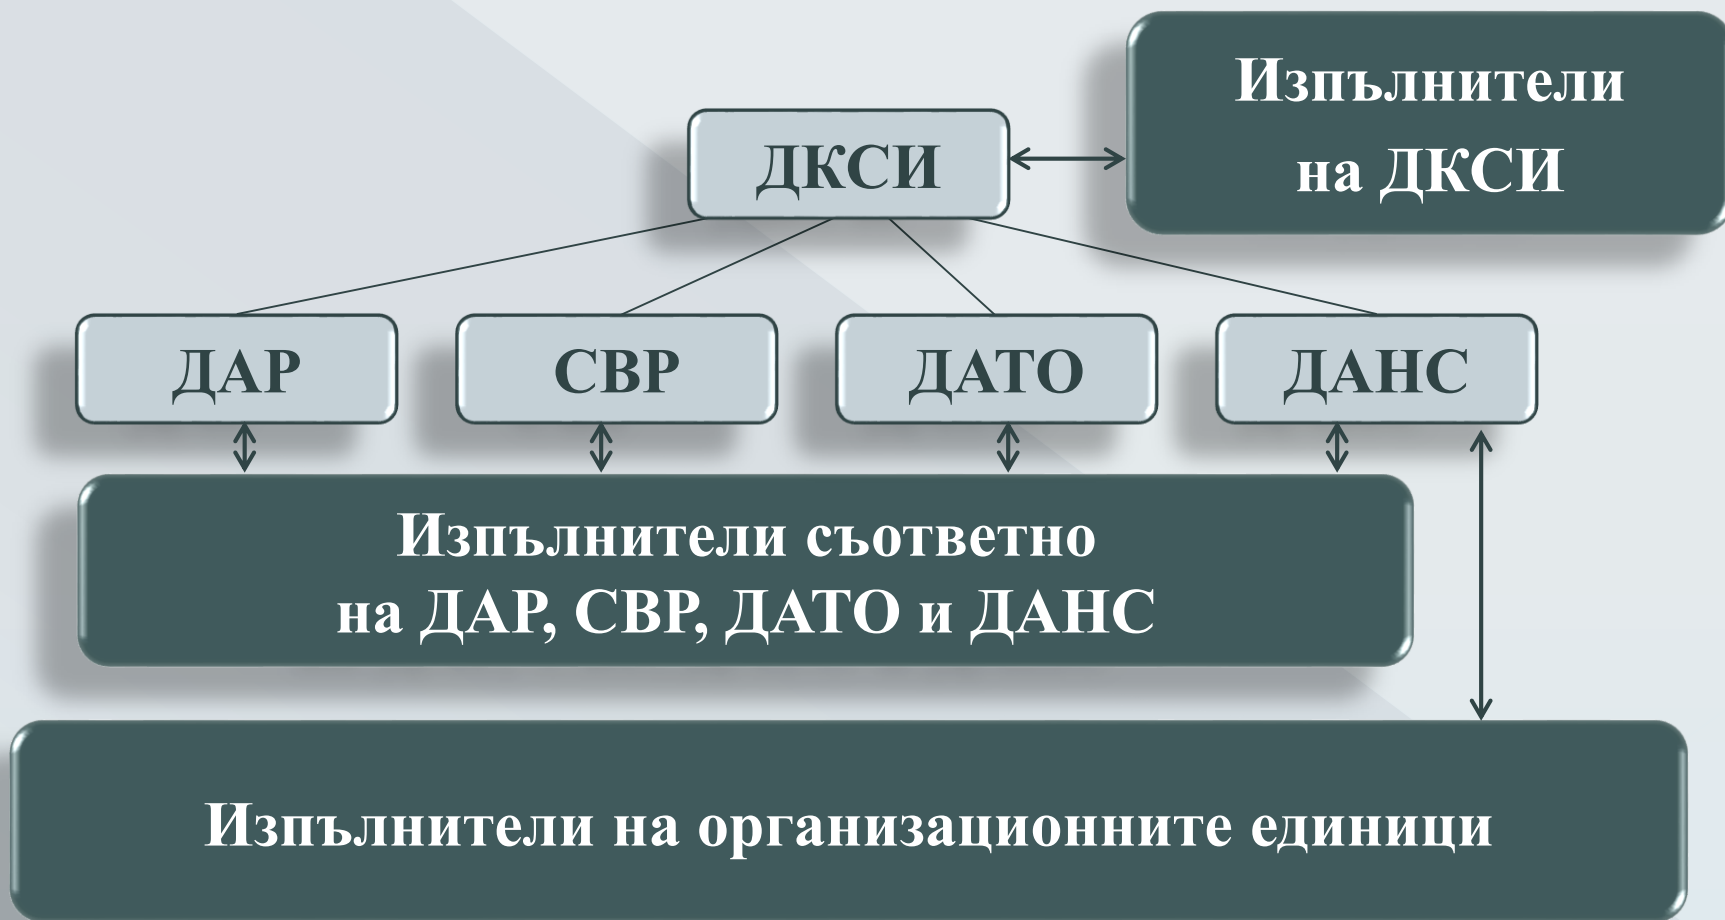 Изпълнители
на ДКСИ
ДКСИ
ДАР
СВР
ДАТО
ДАНС
Изпълнители съответно
на ДАР, СВР, ДАТО и ДАНС
Изпълнители на организационните единици